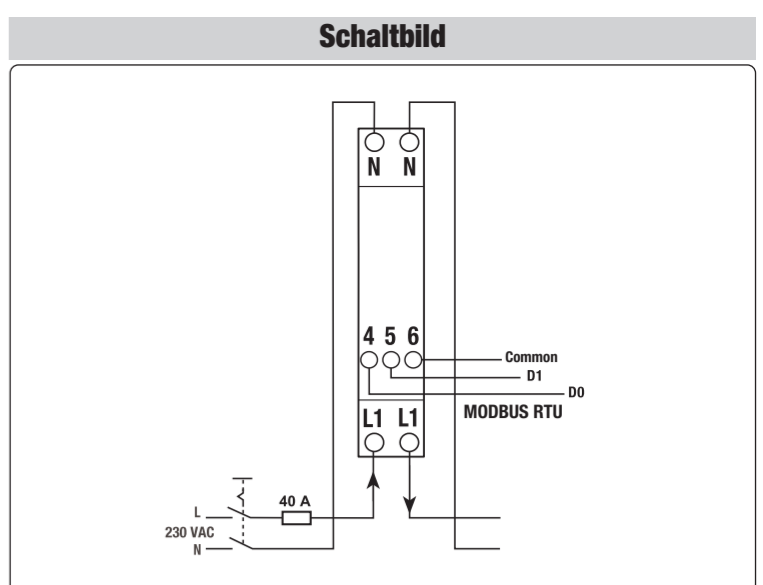 Schaltbild
N N
4 5 6
Common
D1
D0
MODBUS RTU
L1 L1
40 A
L
230 VAC
N